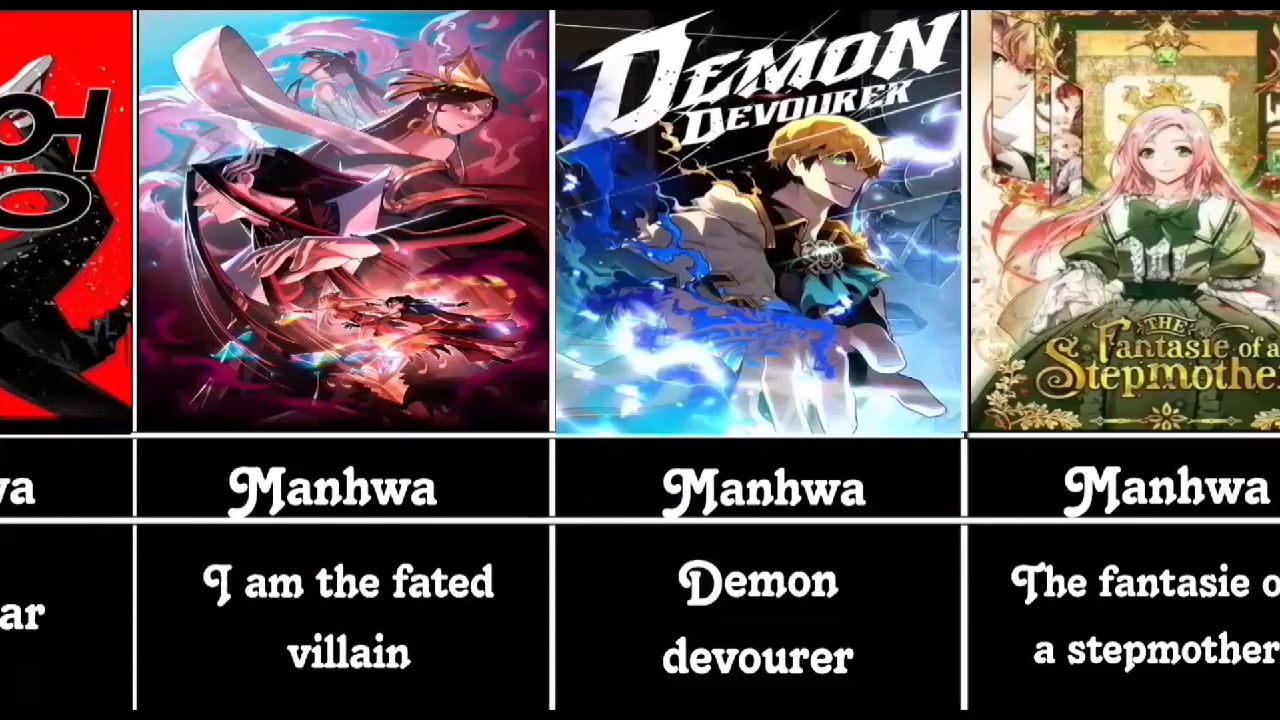 DEMON
DEVOURER
THE
Fantasie of a
Stepmother
Manhwa
Manhwa
Manhwa
I am the fated
villain
Demon
devourer
The fantasie
a stepmother